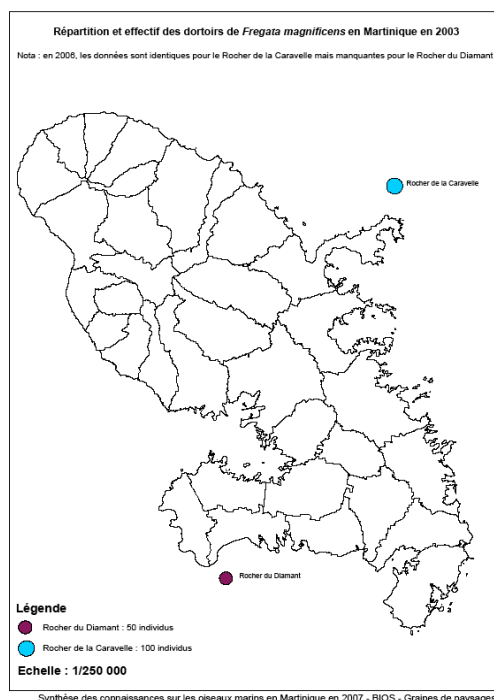 Répartition et effectif des dortoirs de Fregata magnificens en Martinique en 2003
Nota : en 2006, les données sont identiques pour le Rocher de la Caravelle mais manquantes pour le Rocher du Diamant
Rocher de la Caravelle
Rocher du Diamant
Légende
Rocher du Diamant : 50 individus
Rocher de la Caravelle : 100 individus
Echelle : 1/250 000
Synthèse des connaissances sur les oiseaux marins en Martinique en 2007 - BIOS - Graines de paysages